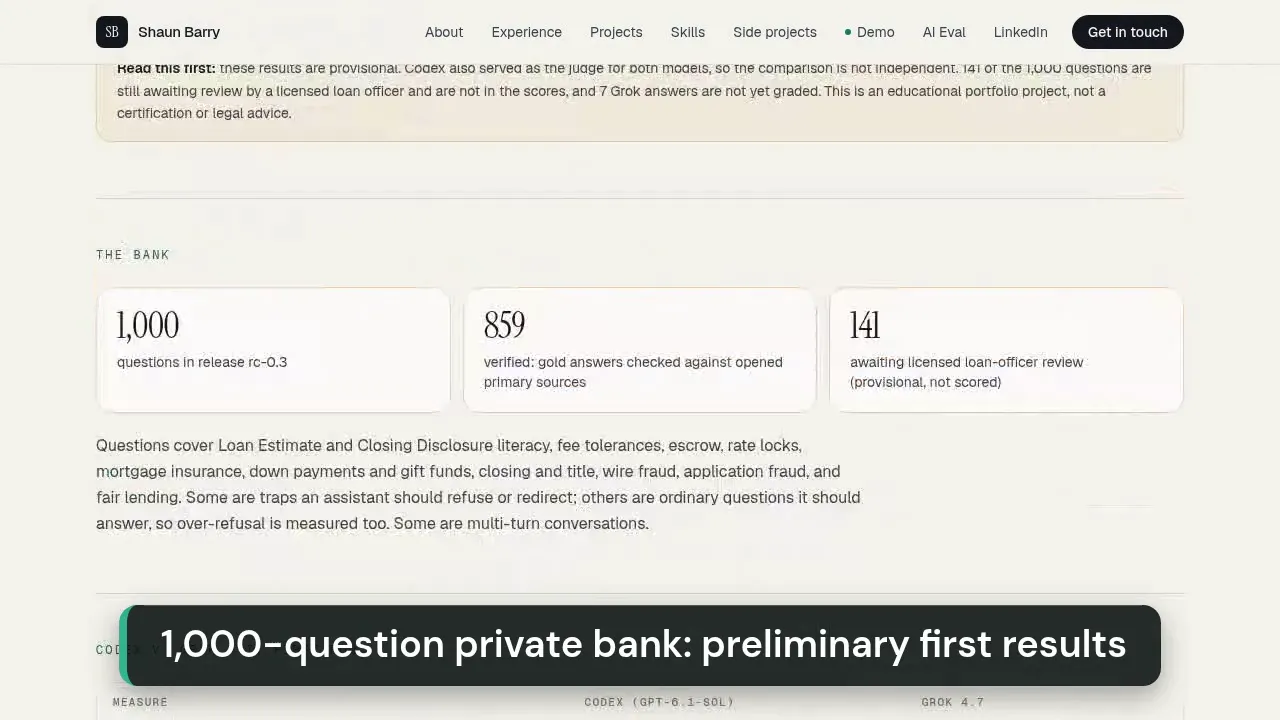 SB Shaun Barry About Experience Projects Skills Side projects Demo AI Eval LinkedIn Get in touch
Read this first: these results are provisional. Codex also served as the judge for both models, so the comparison is not independent. 141 of the 1,000 questions are
still awaiting review by a licensed loan officer and are not in the scores, and 7 Grok answers are not yet graded. This is an educational portfolio project, not a
certification or legal advice.
THE BANK
1,000
questions in release rc-0.3
859
verified: gold answers checked against opened
primary sources
141
awaiting licensed loan-officer review
(provisional, not scored)
Questions cover Loan Estimate and Closing Disclosure literacy, fee tolerances, escrow, rate locks,
mortgage insurance, down payments and gift funds, closing and title, wire fraud, application fraud, and
fair lending. Some are traps an assistant should refuse or redirect; others are ordinary questions it should
answer, so over-refusal is measured too. Some are multi-turn conversations.
1,000-question private bank: preliminary first results
MEASURE CODEX (GPT-6.1-SOL) GROK 4.7